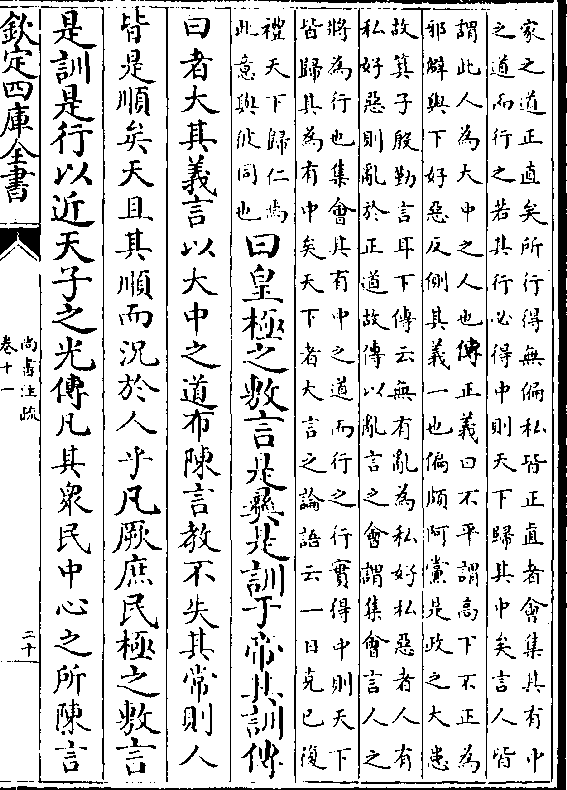 家之道正直矣所行得無偏私皆正直者會集其有中
之道而行之若其行必得中則天下歸其中矣言人皆
謂此人為大中之人也傳正義曰不平謂高下不正為
邪僻與下好惡反側其義一也偏頗阿黨是政之大患
故箕子殷勤言耳下傳云無有亂為私好私惡者人有
私好惡則亂於正道故傳以亂言之會謂集會言人之
將為行也集會其有中之道而行之行實得中則天下
皆歸其為有中矣天下者大言之論語云一日克己復
禮天下歸仁焉
此意與彼同也
曰皇極之敷言是彝是訓于帝其訓傳
曰者大其義言以大中之道布陳言教不失其常則人
皆是順矣天且其順而況於人乎凡厥庶民極之敷言
是訓是行以近天子之光傳凡其衆民中心之所陳言
欽定四庫全書
尚書注疏
卷十一
二十